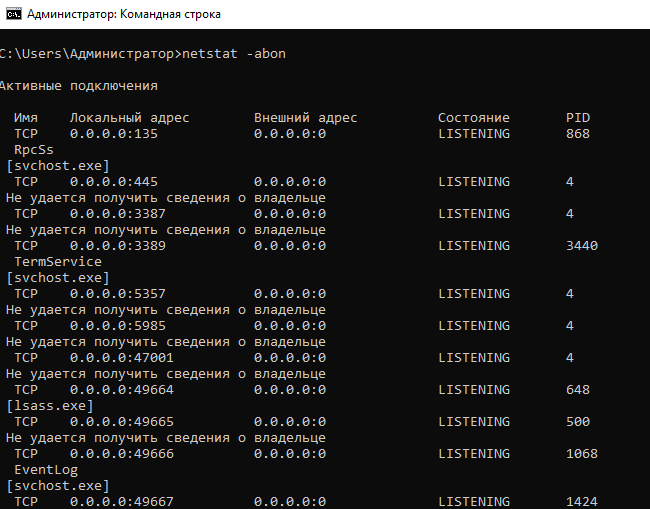 Администратор: Командная строка
C:\Users\Администратор>netstat -abon
Активные подключения
Имя Локальный адрес Внешний адрес Состояние PID
TCP 0.0.0.0:135 0.0.0.0:0 LISTENING 868
RpcSs
[svchost.exe]
TCP 0.0.0.0:445 0.0.0.0:0 LISTENING 4
Не удается получить сведения о владельце
TCP 0.0.0.0:3387 0.0.0.0:0 LISTENING 4
Не удается получить сведения о владельце
TCP 0.0.0.0:3389 0.0.0.0:0 LISTENING 3440
TermService
[svchost.exe]
TCP 0.0.0.0:5357 0.0.0.0:0 LISTENING 4
Не удается получить сведения о владельце
TCP 0.0.0.0:5985 0.0.0.0:0 LISTENING 4
Не удается получить сведения о владельце
TCP 0.0.0.0:47001 0.0.0.0:0 LISTENING 4
Не удается получить сведения о владельце
TCP 0.0.0.0:49664 0.0.0.0:0 LISTENING 648
[lsass.exe]
TCP 0.0.0.0:49665 0.0.0.0:0 LISTENING 500
Не удается получить сведения о владельце
TCP 0.0.0.0:49666 0.0.0.0:0 LISTENING 1068
EventLog
[svchost.exe]
TCP 0.0.0.0:49667 0.0.0.0:0 LISTENING 1424